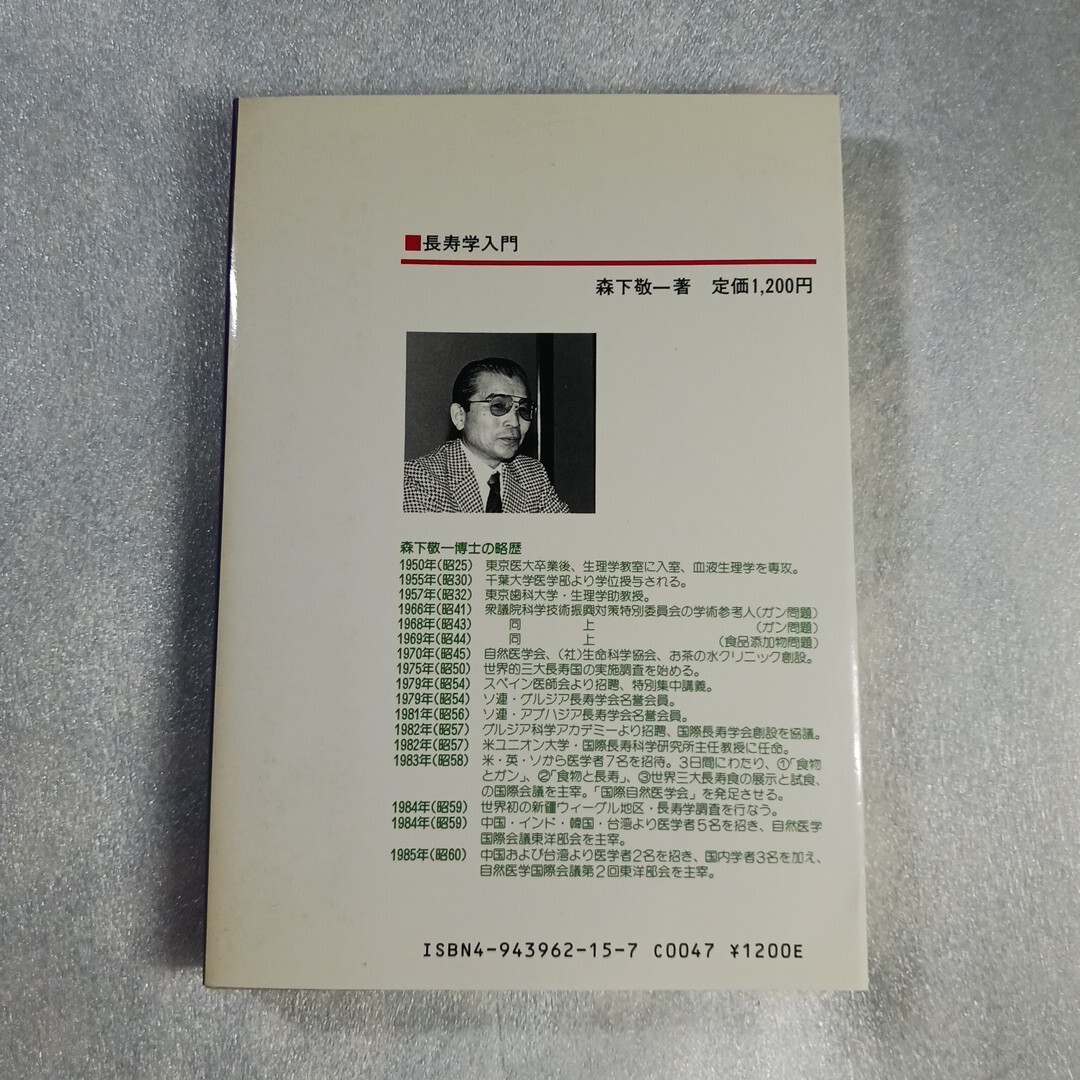 ■長寿学入門
森下敬一著 定価1,200円
森下敬一博士の略歴
1950年(昭25) 東京医大卒業後、生理学教室に入室、血液生理学を専攻。
1955年(昭30) 千葉大学医学部より学位授与される。
1957年(昭32) 東京歯科大学・生理学助教授。
1966年(昭41) 衆議院科学技術振興対策特別委員会の学術参考人(ガン問題)
1968年(昭43) 同 上 (ガン問題)
1969年(昭44) 同 上 (食品添加物問題)
1970年(昭45) 自然医学会、(社)生命科学協会、お茶の水クリニック創設。
1975年(昭50) 世界的三大長寿国の実施調査を始める。
1979年(昭54) スペイン医師会より招聘、特別集中講義。
1979年(昭54) ソ連・グルジア長寿学会名誉会員。
1981年(昭56) ソ連・アブハジア長寿学会名誉会員。
1982年(昭57) グルジア科学アカデミーより招聘、国際長寿学会創設を協議。
1982年(昭57) 米ユニオン大学・国際長寿科学研究所主任教授に任命。
1983年(昭58) 米・英・ソから医学者7名を招待。3日間にわたり、①「食物
とガン」、②「食物と長寿」、③世界三大長寿食の展示と試食、
の国際会議を主宰。「国際自然医学会」を発足させる。
1984年(昭59) 世界初の新疆ウィーグル地区・長寿学調査を行なう。
1984年(昭59) 中国・インド・韓国・台湾より医学者5名を招き、自然医学
国際会議東洋部会を主宰。
1985年(昭60) 中国および台湾より医学者2名を招き、国内学者3名を加え、
自然医学国際会議第2回東洋部会を主宰。
ISBN4-943962-15-7 C0047 ¥1200E